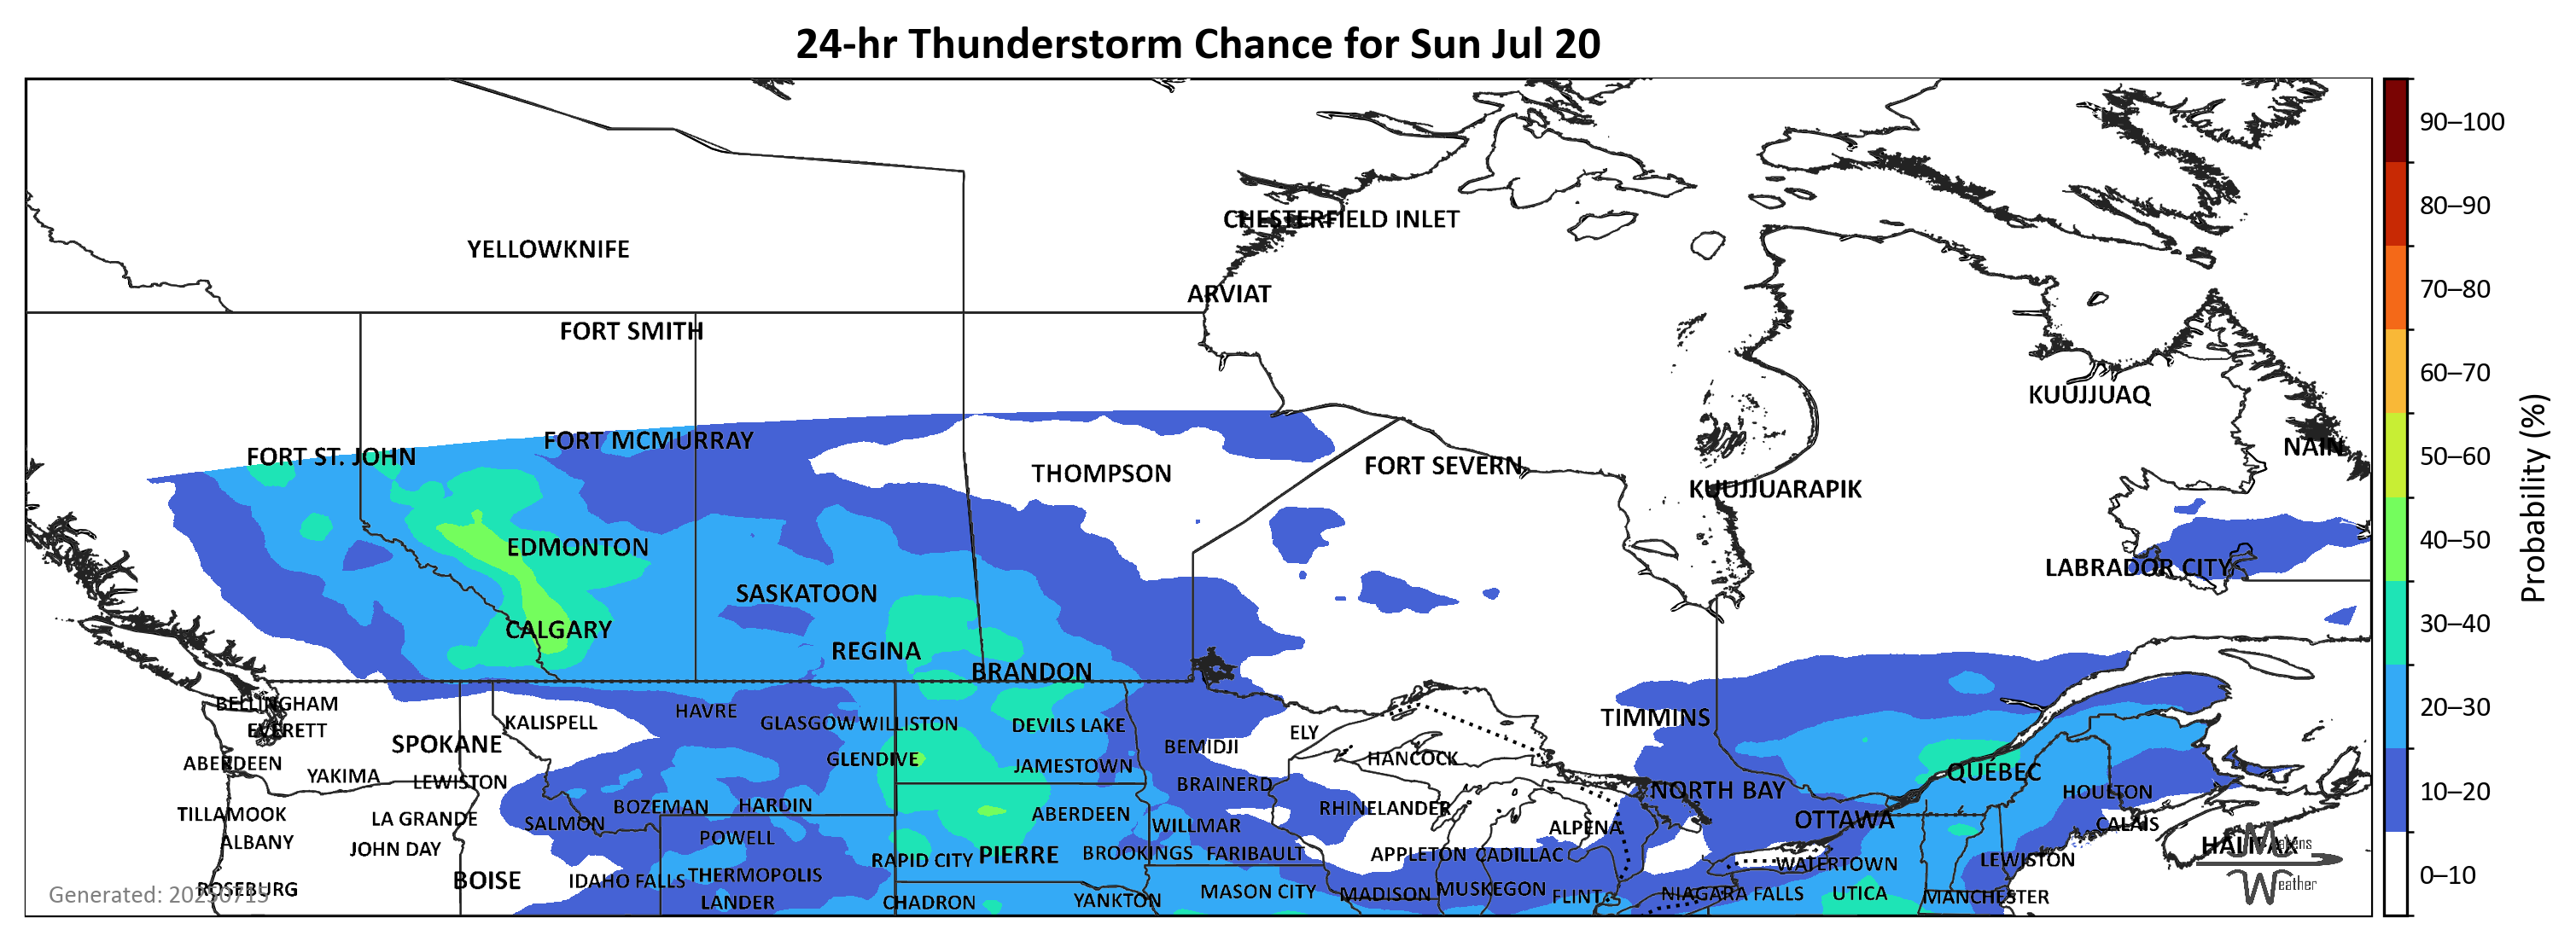 24-hr Thunderstorm Chance for Sun Jul 20
90–100
80–90
70–80
60–70
50–60
40–50
30–40
20–30
10–20
0–10
Probability (%)
CHESTERFIELD INLET
YELLOWKNIFE
ARVIAT
FORT SMITH
KUUJJUAQ
FORT MCMURRAY
NAIN
FORT ST. JOHN
THOMPSON
FORT SEVERN
KUUJJUARAPIK
EDMONTON
LABRADOR CITY
SASKATOON
CALGARY
REGINA
BRANDON
BELLINGHAM
HAVRE
TIMMINS
KALISPELL
GLASGOW
WILLISTON
DEVILS LAKE
EVERETT
ELY
SPOKANE
BEMIDJI
GLENDIVE
HANCOCK
ABERDEEN
JAMESTOWN
QUÉBEC
YAKIMA
LEWISTON
BRAINERD
NORTH BAY
HOULTON
BOZEMAN
HARDIN
RHINELANDER
TILLAMOOK
LA GRANDE
SALMON
ABERDEEN
WILLMAR
ALPENA
OTTAWA
CALAIS
ALBANY
POWELL
HALIFAX
JOHN DAY
RAPID CITY
PIERRE
BROOKINGS
FARIBAULT
APPLETON
CADILLAC
WATERTOWN
LEWISTON
BOISE
IDAHO FALLS
THERMOPOLIS
ROSEBURG
MASON CITY
MADISON
MUSKEGON
FLINT
NIAGARA FALLS
UTICA
MANCHESTER
LANDER
CHADRON
YANKTON
Generated: 20250715
Weather